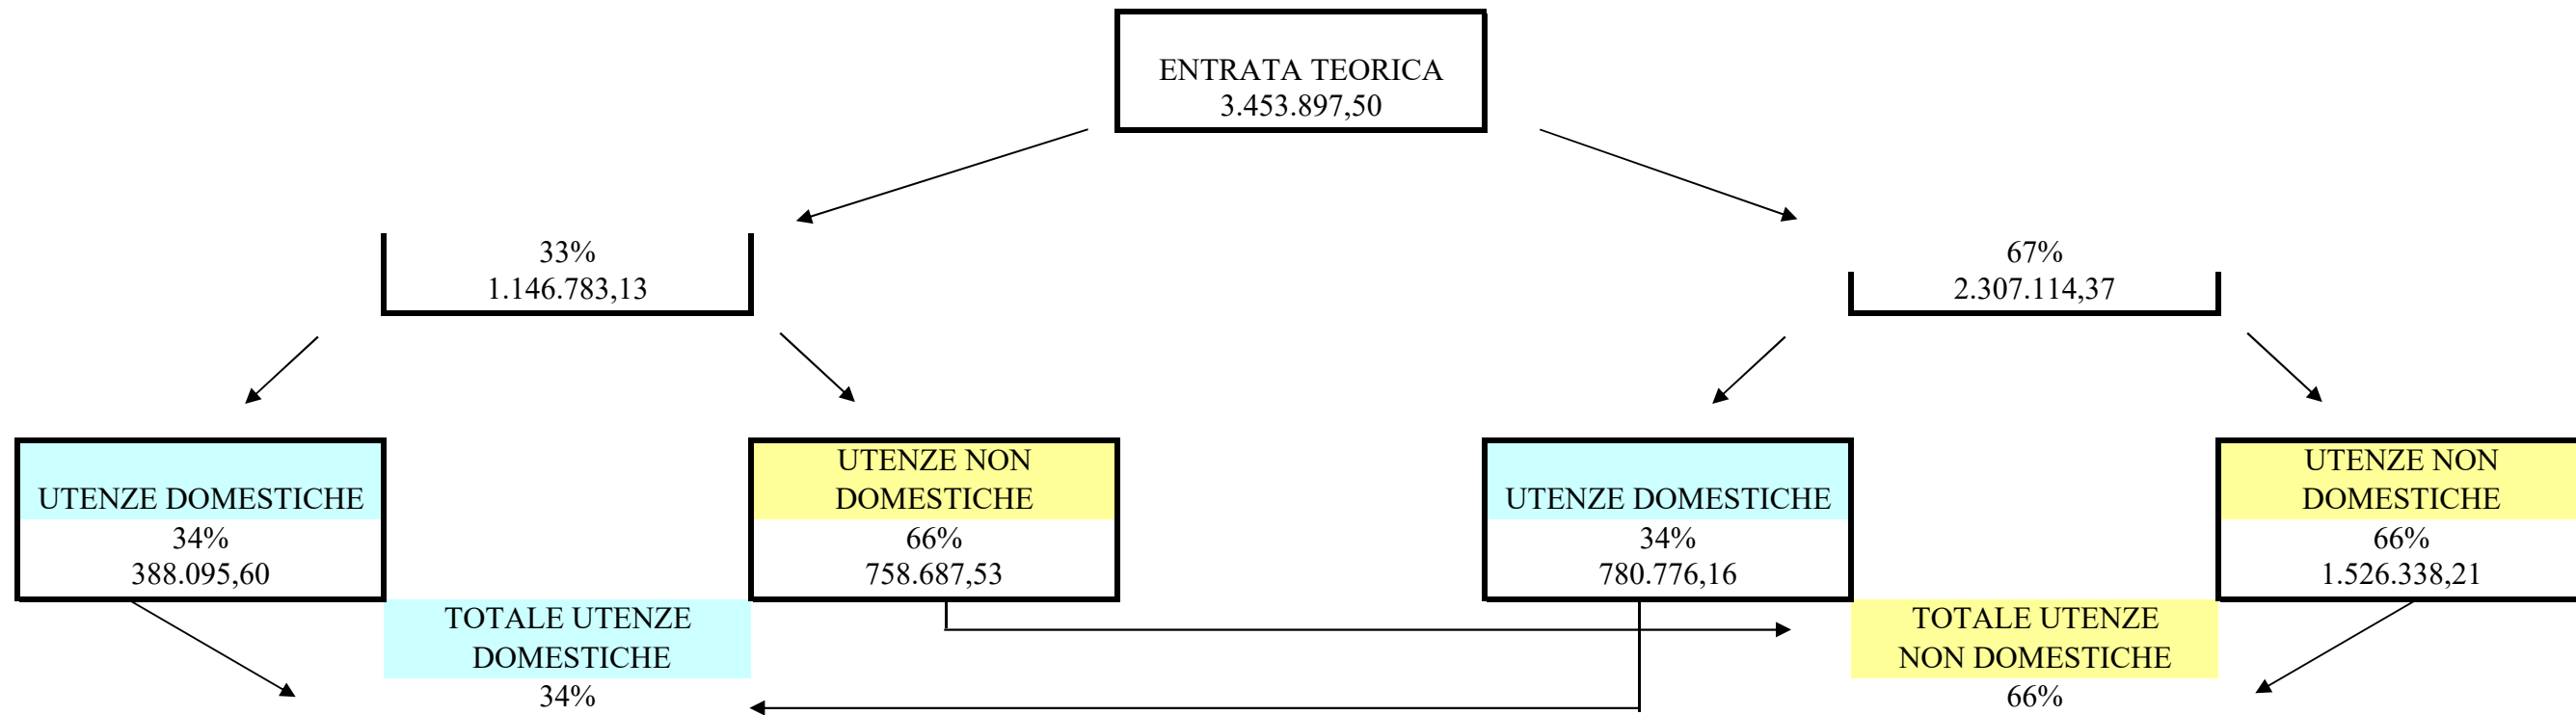 ENTRATA TEORICA
3.453.897,50
33%
1.146.783,13
67%
2.307.114,37
UTENZE DOMESTICHE
34%
388.095,60
UTENZE NON
DOMESTICHE
66%
758.687,53
UTENZE DOMESTICHE
34%
780.776,16
UTENZE NON
DOMESTICHE
66%
1.526.338,21
TOTALE UTENZE
DOMESTICHE
34%
TOTALE UTENZE
NON DOMESTICHE
66%